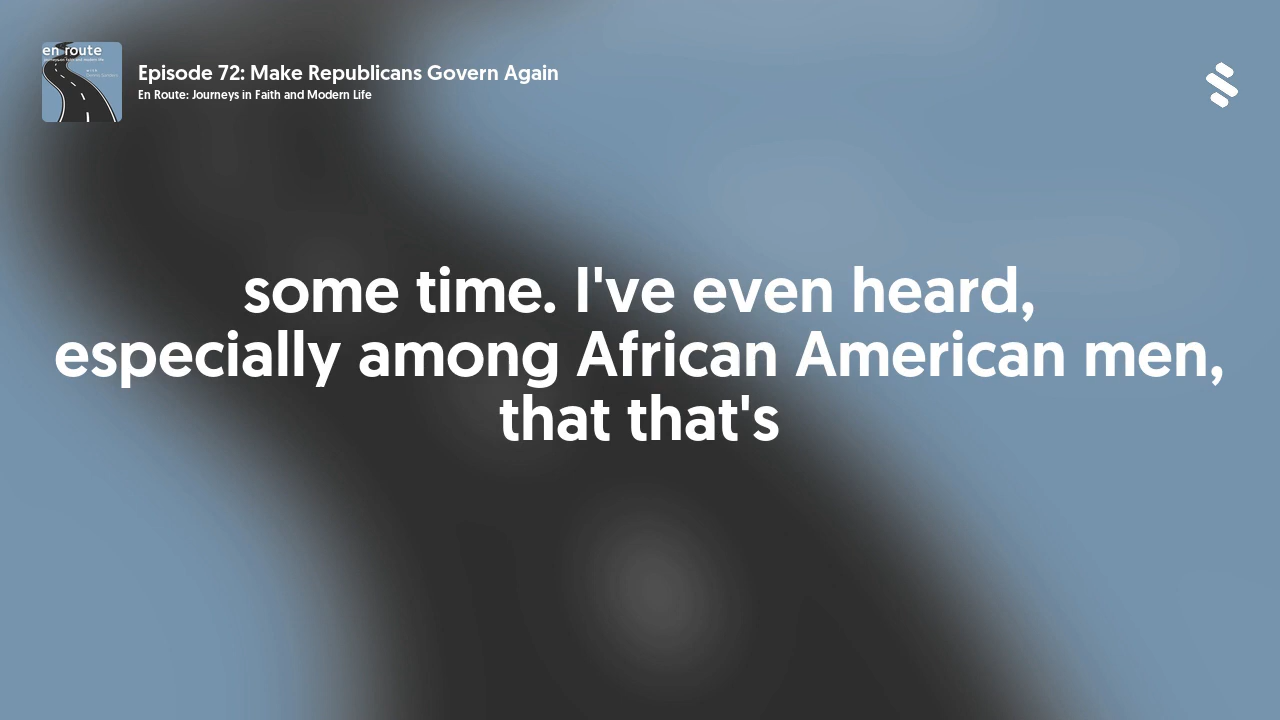 en route
Episode 72: Make Republicans Govern Again
En Route: Journeys in Faith and Modern Life
some time. I've even heard,
especially among African American men,
that that's